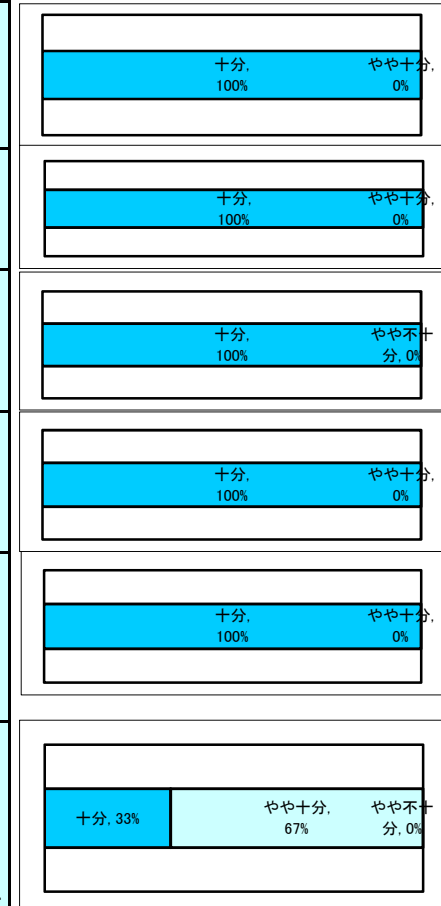 十分, やや十分,
100% 0%
十分, やや十分,
100% 0%
十分, やや不十
100% 分, 0%
十分, やや十分,
100% 0%
十分, やや十分,
100% 0%
十分, 33% やや十分, やや不十
67% 分, 0%